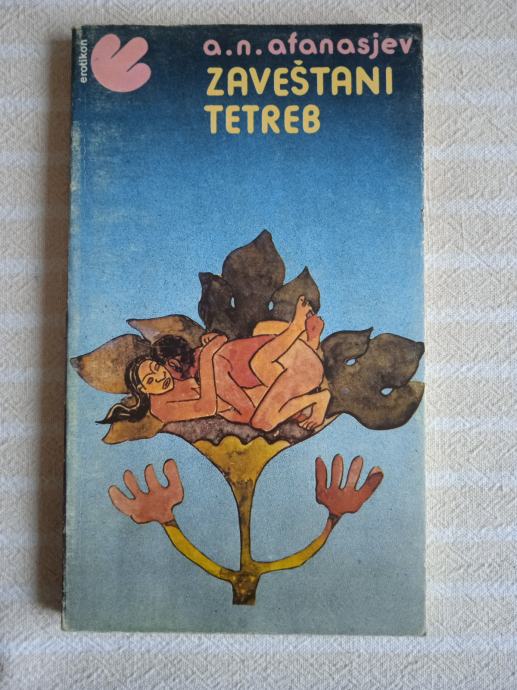 erotikon
a.n.afanasjev
ZAVEŠTANI
TETREB